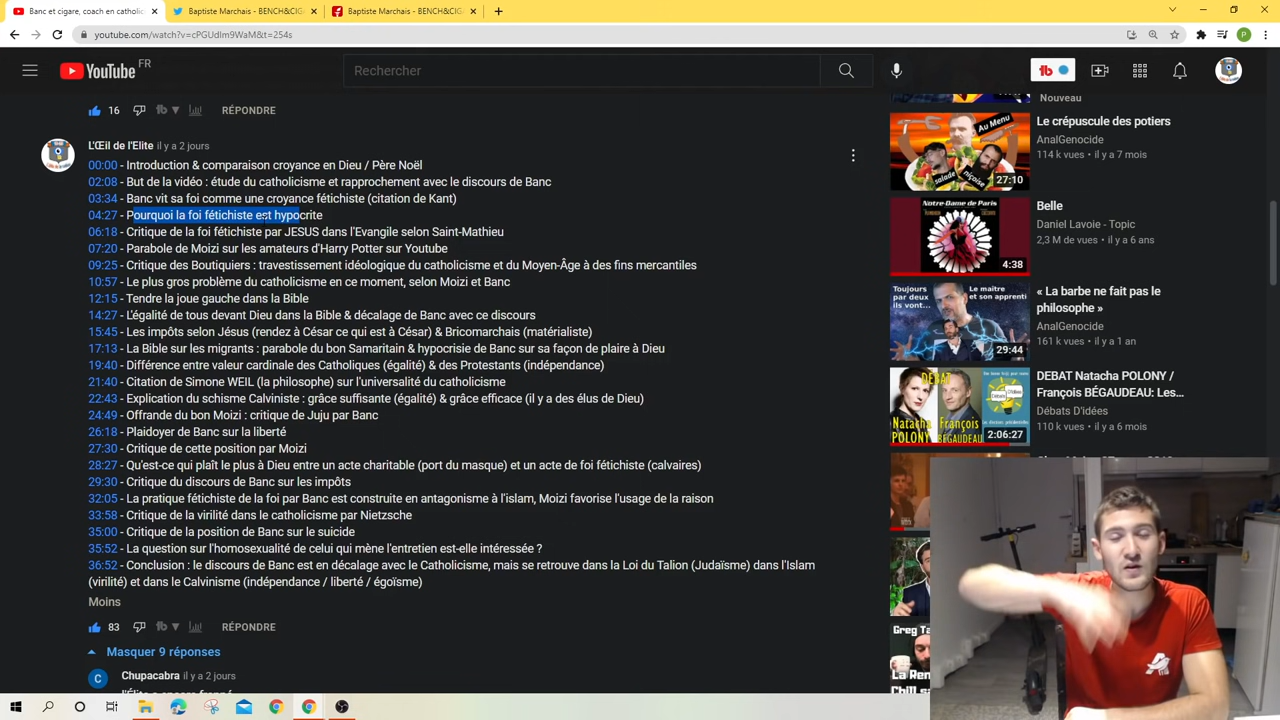 Banc et cigare, coach en catholic
Baptiste Marchais - BENCH&CIGA
Baptiste Marchais - BENCH&CIGA
youtube.com/watch?v=cPGUdlm9WaM&t=254s
P
YouTube FR
Rechercher
16
RÉPONDRE
L'Œil de l'Elite il y a 2 jours
00:00 - Introduction & comparaison croyance en Dieu / Père Noël
02:08 - But de la vidéo : étude du catholicisme et rapprochement avec le discours de Banc
03:34 - Banc vit sa foi comme une croyance fétichiste (citation de Kant)
04:27 - Pourquoi la foi fétichiste est hypocrite
06:18 - Critique de la foi fétichiste par JESUS dans l'Evangile selon Saint-Mathieu
07:20 - Parabole de Moizi sur les amateurs d'Harry Potter sur Youtube
09:25 - Critique des Boutiquiers : travestissement idéologique du catholicisme et du Moyen-Âge à des fins mercantiles
10:57 - Le plus gros problème du catholicisme en ce moment, selon Moizi et Banc
12:15 - Tendre la joue gauche dans la Bible
14:27 - L'égalité de tous devant Dieu dans la Bible & décalage de Banc avec ce discours
15:45 - Les impôts selon Jésus (rendez à César ce qui est à César) & Bricomarchais (matérialiste)
17:13 - La Bible sur les migrants : parabole du bon Samaritain & hypocrisie de Banc sur sa façon de plaire à Dieu
19:40 - Différence entre valeur cardinale des Catholiques (égalité) & des Protestants (indépendance)
21:40 - Citation de Simone WEIL (la philosophe) sur l'universalité du catholicisme
22:43 - Explication du schisme Calviniste : grâce suffisante (égalité) & grâce efficace (il y a des élus de Dieu)
24:49 - Offrande du bon Moizi : critique de Juju par Banc
26:18 - Plaidoyer de Banc sur la liberté
27:30 - Critique de cette position par Moizi
28:27 - Qu'est-ce qui plaît le plus à Dieu entre un acte charitable (port du masque) et un acte de foi fétichiste (calvaires)
29:30 - Critique du discours de Banc sur les impôts
32:05 - La pratique fétichiste de la foi par Banc est construite en antagonisme à l'islam, Moizi favorise l'usage de la raison
33:58 - Critique de la virilité dans le catholicisme par Nietzsche
35:00 - Critique de la position de Banc sur le suicide
35:52 - La question sur l'homosexualité de celui qui mène l'entretien est-elle intéressée ?
36:52 - Conclusion : le discours de Banc est en décalage avec le Catholicisme, mais se retrouve dans la Loi du Talion (Judaïsme) dans l'Islam
(virilité) et dans le Calvinisme (indépendance / liberté / égoïsme)
Moins
83
RÉPONDRE
Masquer 9 réponses
C
Chupacabra il y a 2 jours
Nouveau
Au Menu
salade
niçoise
27:10
Le crépuscule des potiers
AnalGenocide
114 k vues • il y a 7 mois
NOTRE-DAME DE PARIS
4:38
Belle
Daniel Lavoie - Topic
2,3 M de vues • il y a 6 ans
Toujours par deux ils vont...
Le maître et son apprenti
29:44
« La barbe ne fait pas le
philosophe »
AnalGenocide
161 k vues • il y a 1 an
DEBAT
Natacha POLONY
François BÉGAUDEAU
2:06:27
DEBAT Natacha POLONY /
François BÉGAUDEAU: Les...
Débats D'idées
110 k vues • il y a 6 mois